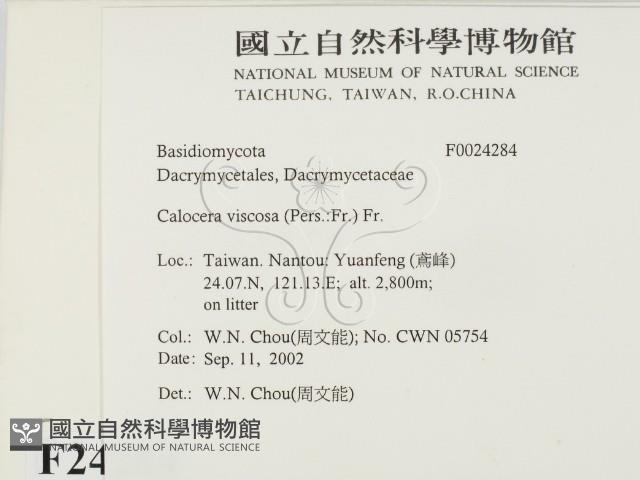 國立自然科學博物館
NATIONAL MUSEUM OF NATURAL SCIENCE
TAICHUNG, TAIWAN, R.O.CHINA
Basidiomycota F0024284
Dacrymycetales, Dacrymycetaceae
Calocera viscosa (Pers.:Fr.) Fr.
Loc.: Taiwan. Nantou: Yuanfeng (鳶峰)
24.07.N, 121.13.E; alt. 2,800m;
on litter
Col.: W.N. Chou(周文能); No. CWN 05754
Date: Sep. 11, 2002
Det.: W.N. Chou(周文能)
國立自然科學博物館
NATIONAL MUSEUM OF NATURAL SCIENCE
F24